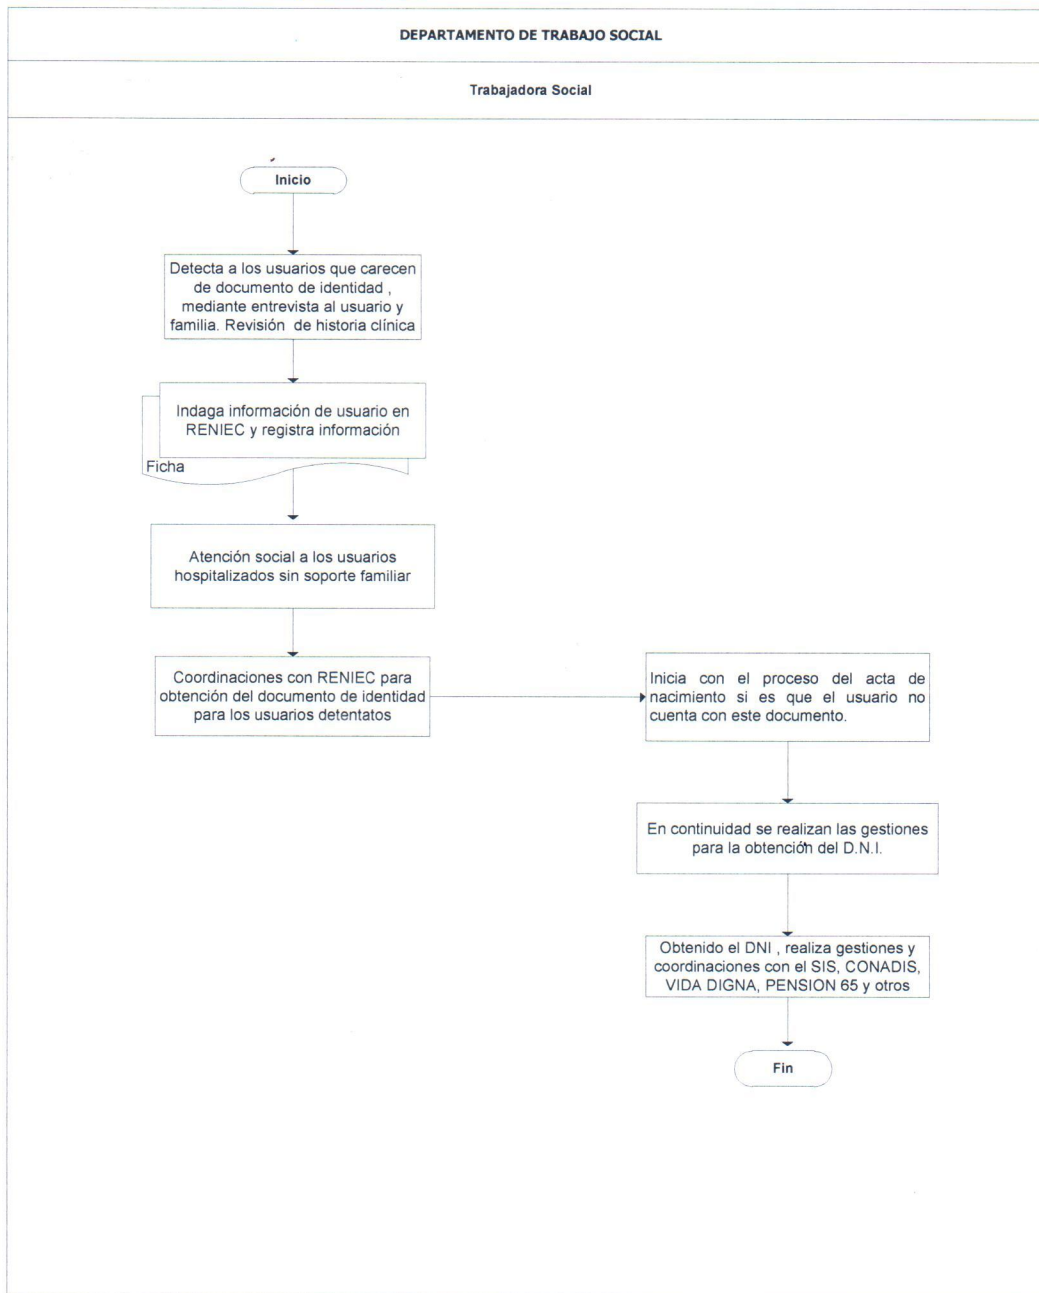 DEPARTAMENTO DE TRABAJO SOCIAL
Trabajadora Social
Inicio
Detecta a los usuarios que carecen
de documento de identidad ,
mediante entrevista al usuario y
familia. Revisión de historia clínica
Indaga información de usuario en
RENIEC y registra información
Ficha
Atención social a los usuarios
hospitalizados sin soporte familiar
Coordinaciones con RENIEC para
obtención del documento de identidad
para los usuarios detentatos
Inicia con el proceso del acta de
nacimiento si es que el usuario no
cuenta con este documento.
En continuidad se realizan las gestiones
para la obtención del D.N.I.
Obtenido el DNI , realiza gestiones y
coordinaciones con el SIS, CONADIS,
VIDA DIGNA, PENSION 65 y otros
Fin